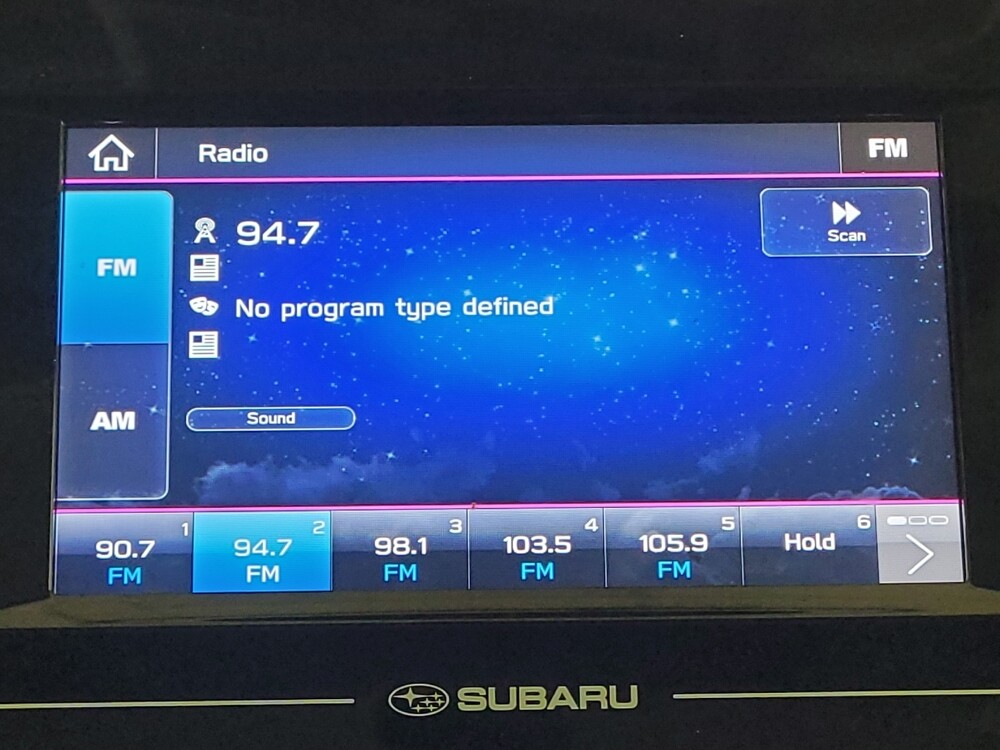 Radio
FM
FM
94.7
Scan
No program type defined
AM
Sound
1
90.7
FM
2
94.7
FM
3
98.1
FM
4
103.5
FM
5
105.9
FM
6
Hold
SUBARU